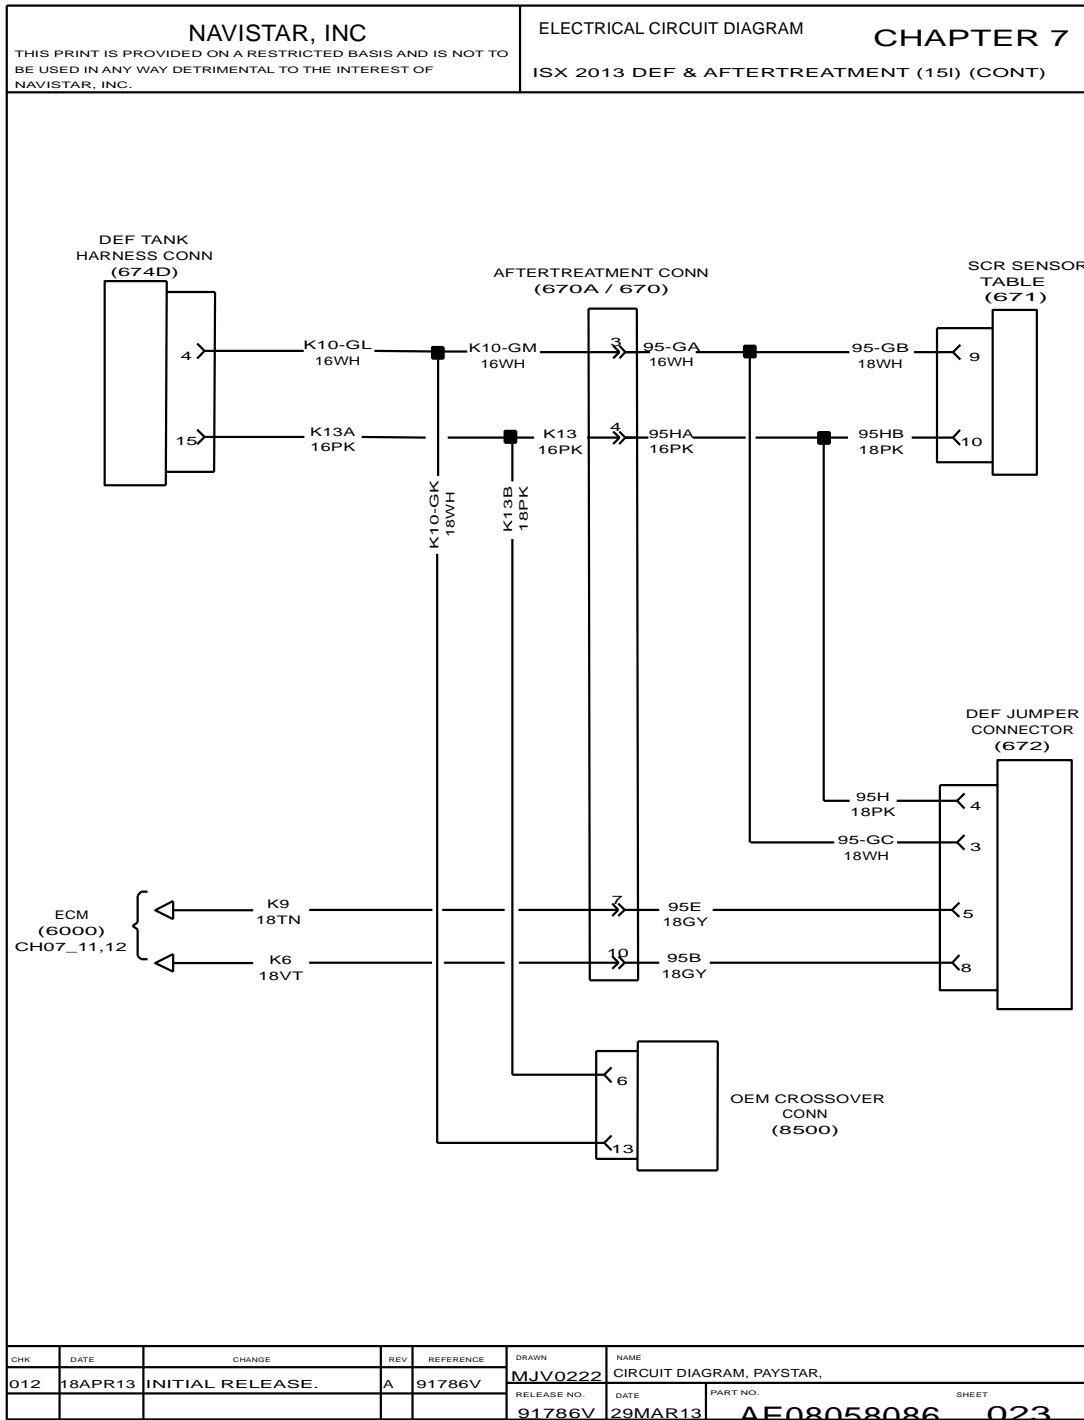 NAVISTAR, INC
THIS PRINT IS PROVIDED ON A RESTRICTED BASIS AND IS NOT TO
BE USED IN ANY WAY DETRIMENTAL TO THE INTEREST OF
NAVISTAR, INC.
ELECTRICAL CIRCUIT DIAGRAM
CHAPTER 7
ISX 2013 DEF & AFTERTREATMENT (15I) (CONT)
DEF TANK
HARNESS CONN
(674D)
AFTERTREATMENT CONN
(670A / 670)
SCR SENSOR
TABLE
(671)
4
K10-GL
16WH
K10-GM
16WH
3
95-GA
16WH
95-GB
18WH
9
15
K13A
16PK
K13
16PK
4
95HA
16PK
95HB
18PK
10
K10-GK
18WH
K13B
18PK
DEF JUMPER
CONNECTOR
(672)
95H
18PK
4
95-GC
18WH
3
ECM
(6000)
CH07_11,12
K9
18TN
7
95E
18GY
5
K6
18VT
10
95B
18GY
8
6
13
OEM CROSSOVER
CONN
(8500)
CHK
DATE
CHANGE
REV
REFERENCE
012
18APR13
INITIAL RELEASE.
A
91786V
DRAWN
MJV0222
NAME
CIRCUIT DIAGRAM, PAYSTAR,
RELEASE NO.
91786V
DATE
29MAR13
PART NO.
AE08058086
SHEET
023